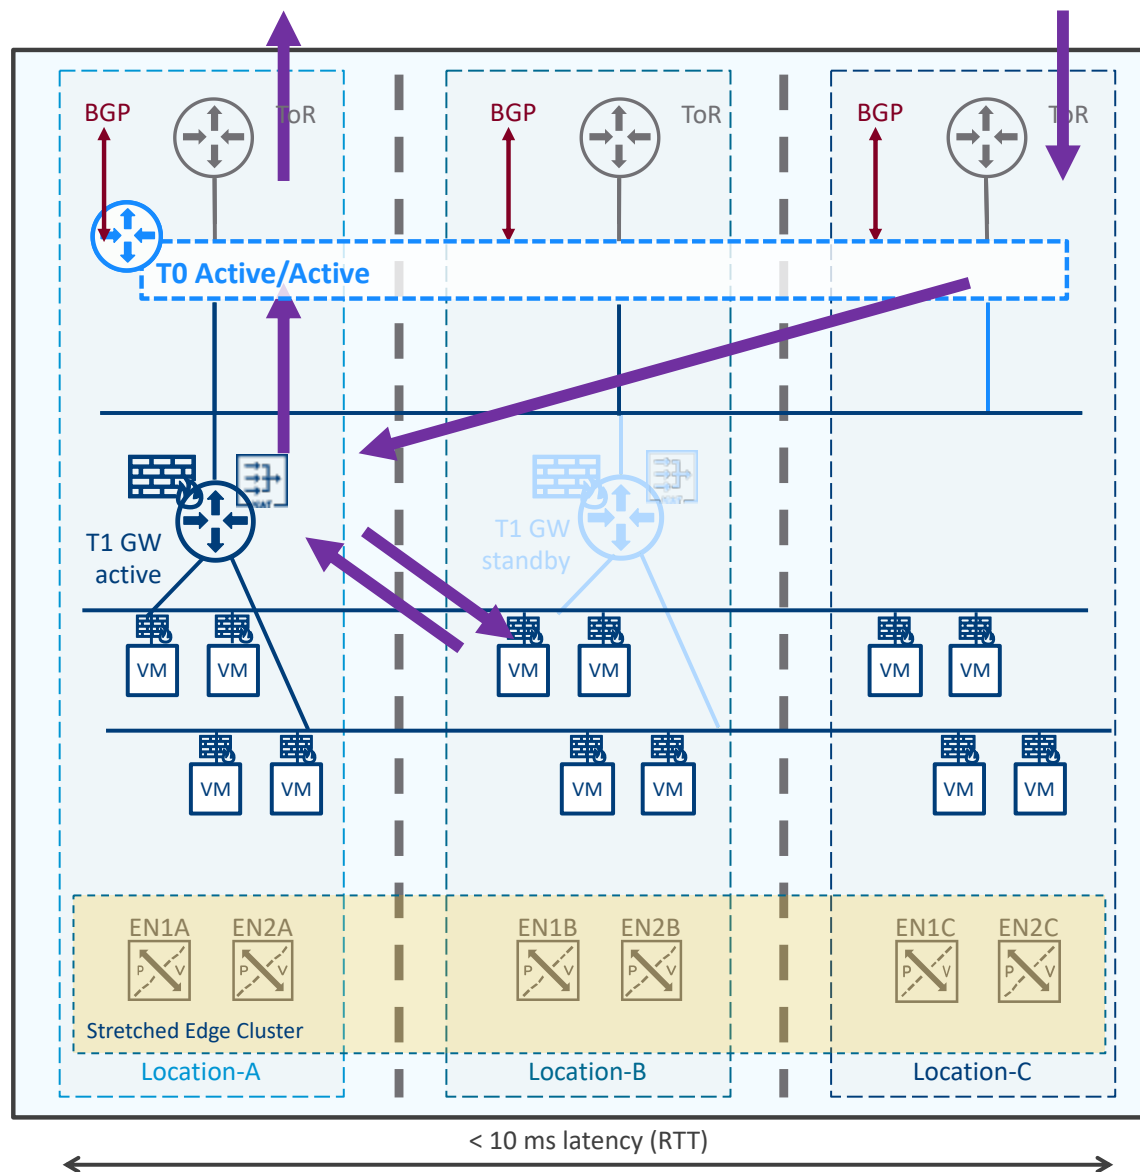 BGP ToR BGP ToR BGP ToR
T0 Active/Active
NAT NAT
T1 GW
active
T1 GW
standby
VM VM VM VM VM VM
VM VM VM VM VM VM
EN1A EN2A EN1B EN2B EN1C EN2C
P V P V P V P V P V P V
Stretched Edge Cluster
Location-A Location-B Location-C
< 10 ms latency (RTT)